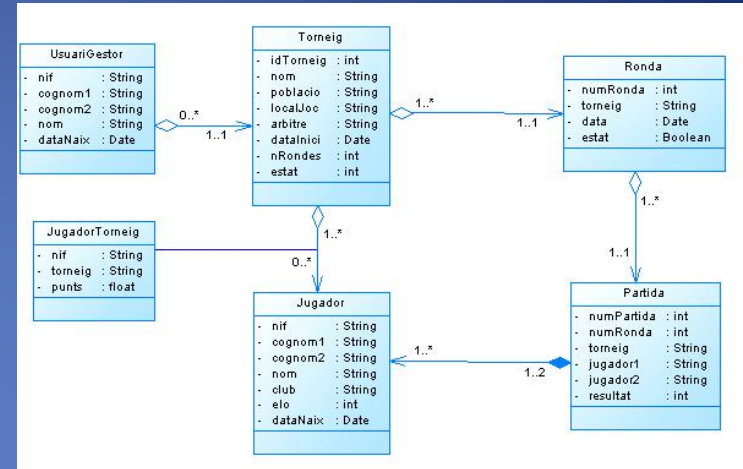 UsuariGestor
- nif : String
- cognom1 : String
- cognom2 : String
- nom : String
- dataNaix : Date
0..*
1..1
Torneig
- idTorneig : int
- nom : String
- poblacio : String
- localJoc : String
- arbitre : String
- dataInici : Date
- nRondes : int
- estat : int
1..*
1..1
Ronda
- numRonda : int
- torneig : String
- data : Date
- estat : Boolean
1..*
1..1
JugadorTorneig
- nif : String
- torneig : String
- punts : float
1..*
0..*
Jugador
- nif : String
- cognom1 : String
- cognom2 : String
- nom : String
- club : String
- elo : int
- dataNaix : Date
1..*
1..2
Partida
- numPartida : int
- numRonda : int
- torneig : String
- jugador1 : String
- jugador2 : String
- resultat : int